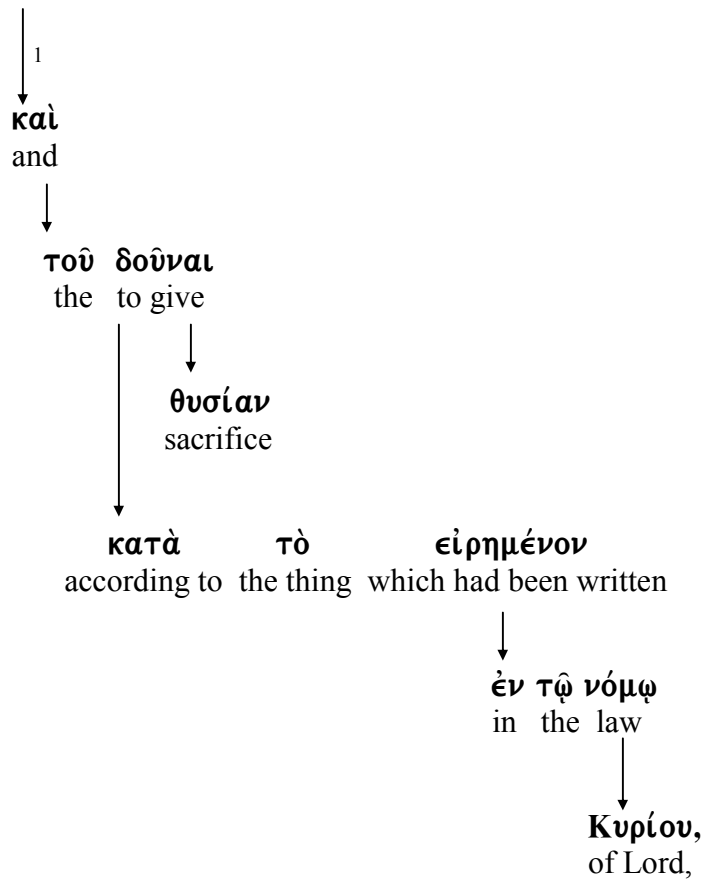 1
καὶ
and
τοῦ δοῦναι
the to give
θυσίαν
sacrifice
κατὰ τὸ εἰρημένον
according to the thing which had been written
ἐν τῷ νόμῳ
in the law
Κυρίου,
of Lord,